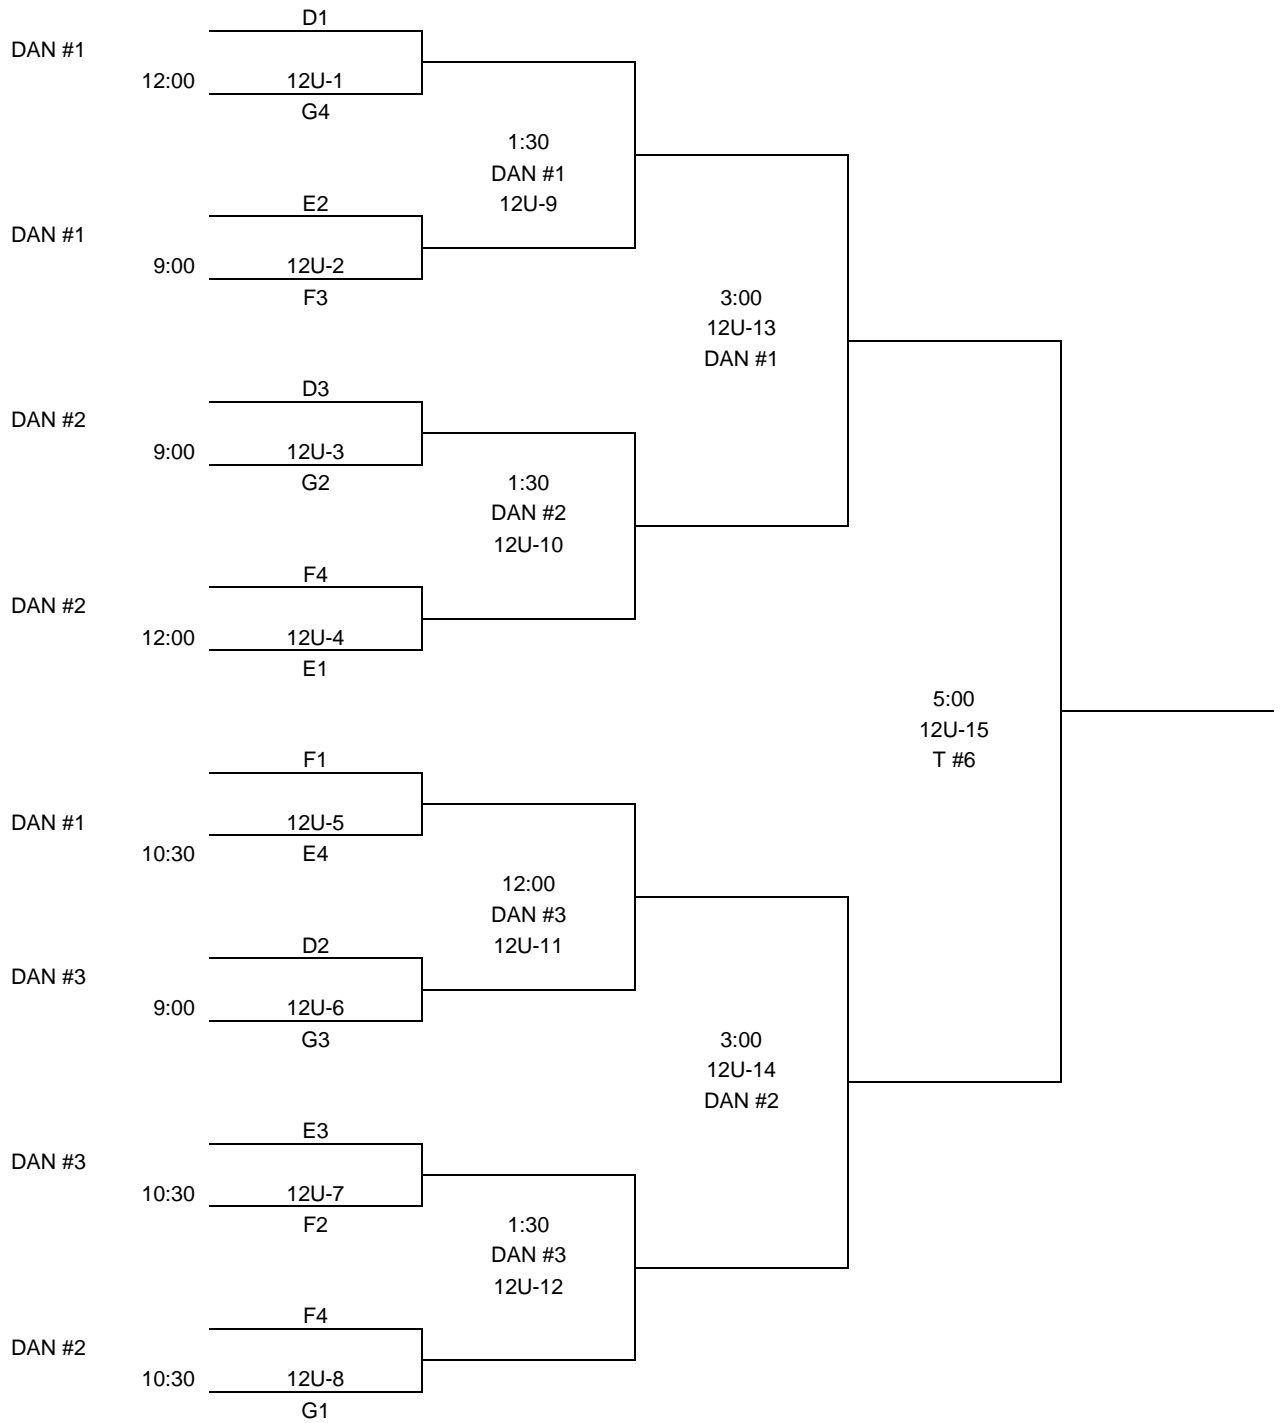 D1
DAN #1
12:00
12U-1
G4
1:30
DAN #1
12U-9
E2
DAN #1
9:00
12U-2
F3
3:00
12U-13
DAN #1
D3
DAN #2
9:00
12U-3
G2
1:30
DAN #2
12U-10
F4
DAN #2
12:00
12U-4
E1
5:00
12U-15
T #6
F1
DAN #1
12U-5
10:30
E4
12:00
DAN #3
12U-11
D2
DAN #3
9:00
12U-6
G3
3:00
12U-14
DAN #2
E3
DAN #3
10:30
12U-7
F2
1:30
DAN #3
12U-12
F4
DAN #2
10:30
12U-8
G1